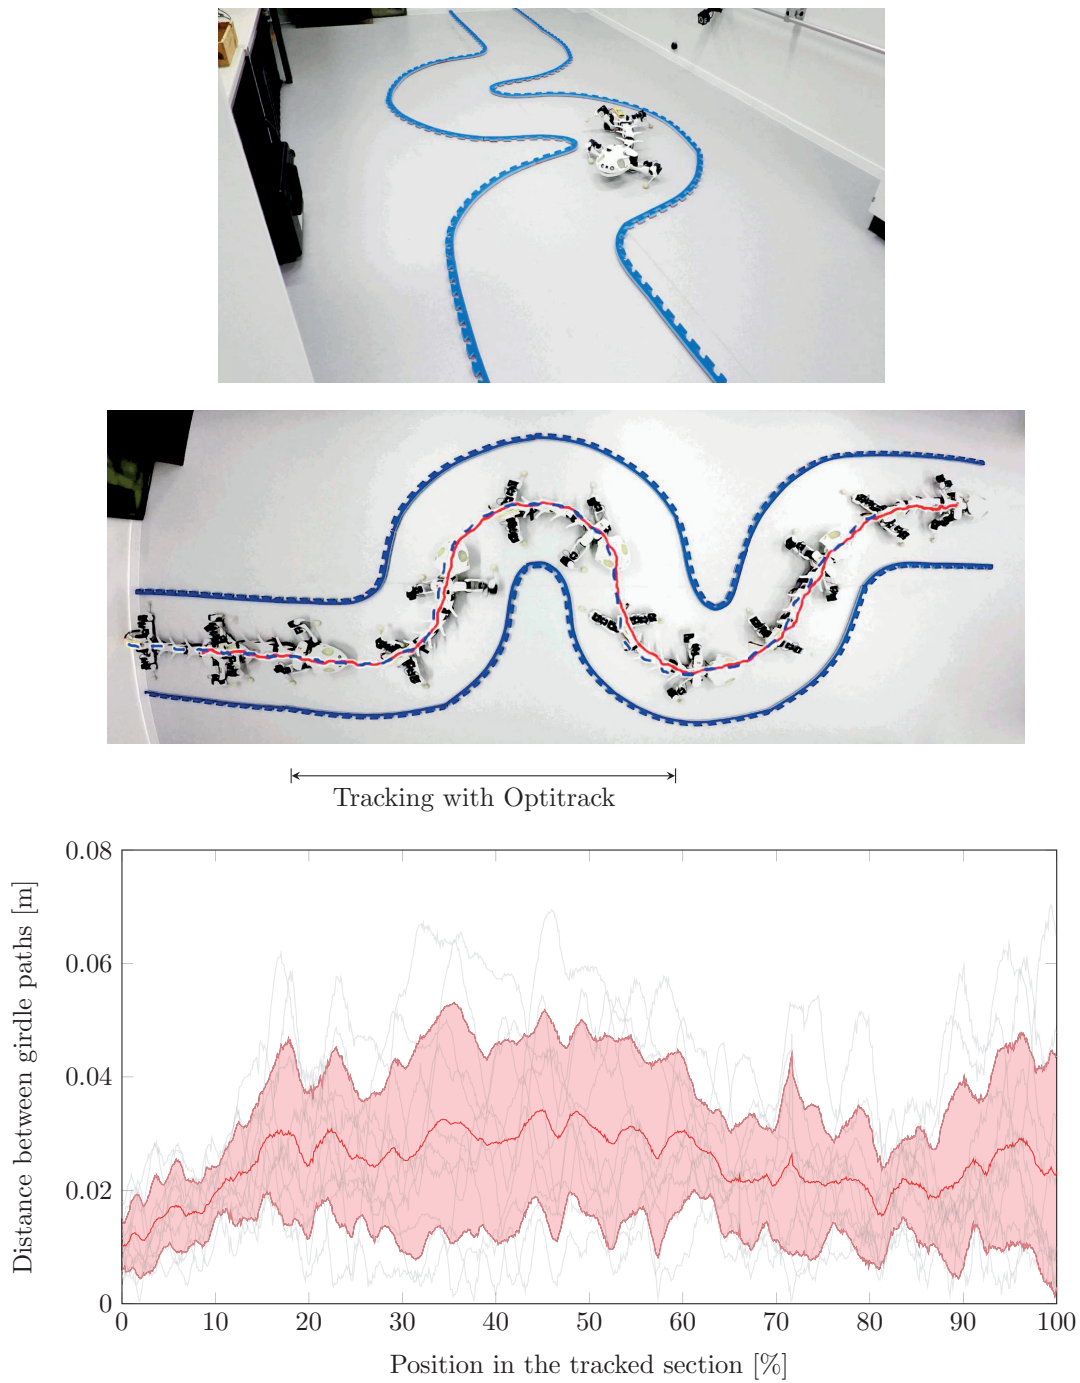 Tracking with Optitrack
0.08
0.06
0.04
0.02
0
Distance between girdle paths [m]
0 10 20 30 40 50 60 70 80 90 100
Position in the tracked section [%]